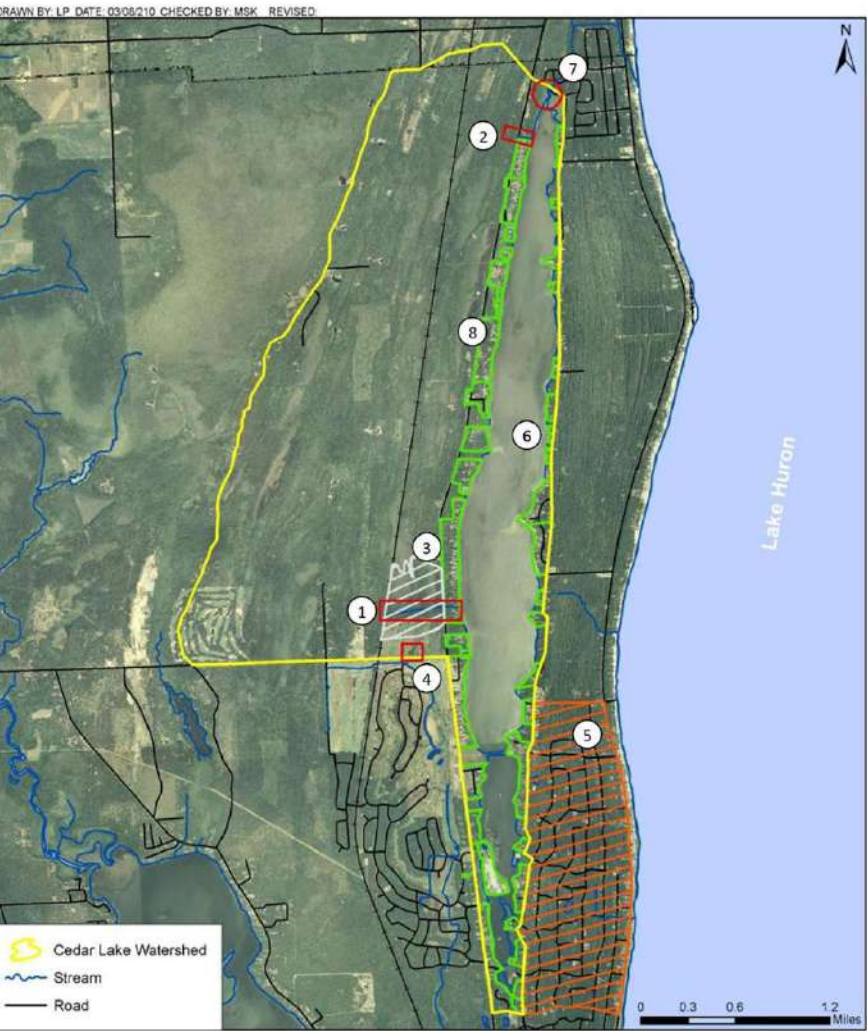 DRAWN BY: LP DATE: 03/08/210 CHECKED BY: MSK REVISED:
N
7
2
8
6
Lake Huron
3
1
4
5
Cedar Lake Watershed
Stream
Road
0 0.3 0.6 1.2
Miles